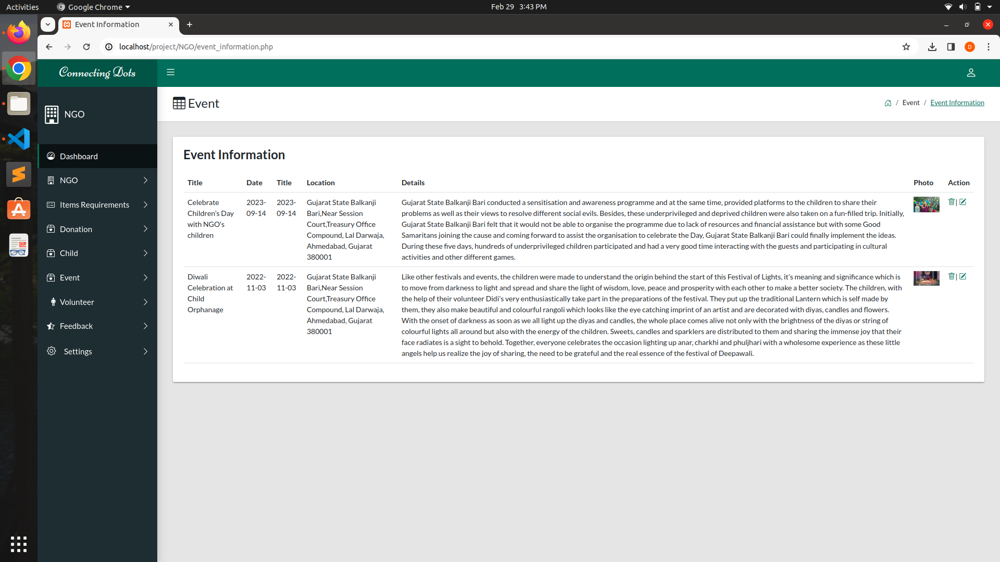 Activities
Google Chrome
Feb 29 3:43 PM
Event Information
localhost/project/NGO/event_information.php
D
Connecting Dots
NGO
Dashboard
NGO
Items Requirements
Donation
Child
Event
Volunteer
Feedback
Settings
Event
/ Event / Event Information
Event Information
Title Date Title Location Details Photo Action
Celebrate
Children’s Day
with NGO's
children
2023-
09-14
2023-
09-14
Gujarat State Balkanji
Bari,Near Session
Court,Treasury Office
Compound, Lal Darwaja,
Ahmedabad, Gujarat
380001
Gujarat State Balkanji Bari conducted a sensitisation and awareness programme and at the same time, provided platforms to the children to share their
problems as well as their views to resolve different social evils. Besides, these underprivileged and deprived children were also taken on a fun-filled trip. Initially,
Gujarat State Balkanji Bari felt that it would not be able to organise the programme due to lack of resources and financial assistance but with some Good
Samaritans joining the cause and coming forward to assist the organisation to celebrate the Day, Gujarat State Balkanji Bari could finally implement the ideas.
During these five days, hundreds of underprivileged children participated and had a very good time interacting with the guests and participating in cultural
activities and other different games.
|
Diwali
Celebration at
Child
Orphanage
2022-
11-03
2022-
11-03
Gujarat State Balkanji
Bari,Near Session
Court,Treasury Office
Compound, Lal Darwaja,
Ahmedabad, Gujarat
380001
Like other festivals and events, the children were made to understand the origin behind the start of this Festival of Lights, it’s meaning and significance which is
to move from darkness to light and spread and share the light of wisdom, love, peace and prosperity with each other to make a better society. The children, with
the help of their volunteer Didi’s very enthusiastically take part in the preparations of the festival. They put up the traditional Lantern which is self made by
them, they also make beautiful and colourful rangoli which looks like the eye catching imprint of an artist and are decorated with diyas, candles and flowers.
With the onset of darkness as soon as we all light up the diyas and candles, the whole place comes alive not only with the brightness of the diyas or string of
colourful lights all around but also with the energy of the children. Sweets, candles and sparklers are distributed to them and sharing the immense joy that their
face radiates is a sight to behold. Together, everyone celebrates the occasion lighting up anar, charkhi and phuljhari with a wholesome experience as these little
angels help us realize the joy of sharing, the need to be grateful and the real essence of the festival of Deepawali.
|